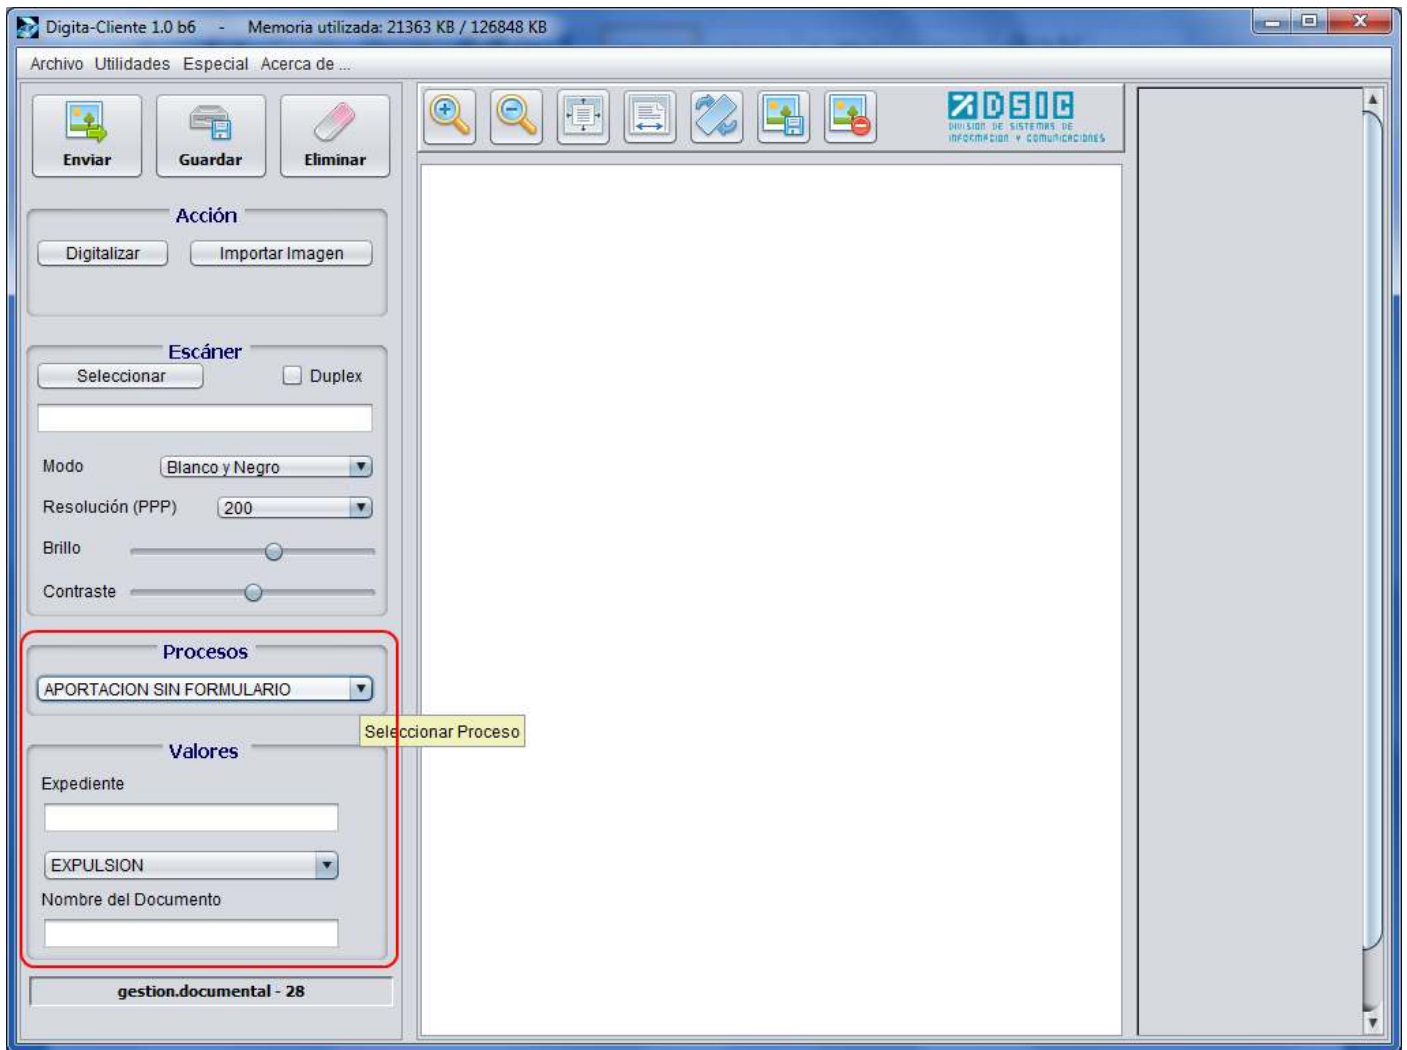 Digita-Cliente 1.0 b6 - Memoria utilizada: 21363 KB / 126848 KB
Archivo Utilidades Especial Acerca de ...
Enviar Guardar Eliminar
DSIC
DIVISION DE SISTEMAS DE
INFORMACION Y COMUNICACIONES
Acción
Digitalizar Importar Imagen
Escáner
Seleccionar Duplex
Modo Blanco y Negro
Resolución (PPP) 200
Brillo
Contraste
Procesos
APORTACION SIN FORMULARIO
Seleccionar Proceso
Valores
Expediente
EXPULSION
Nombre del Documento
gestion.documental - 28